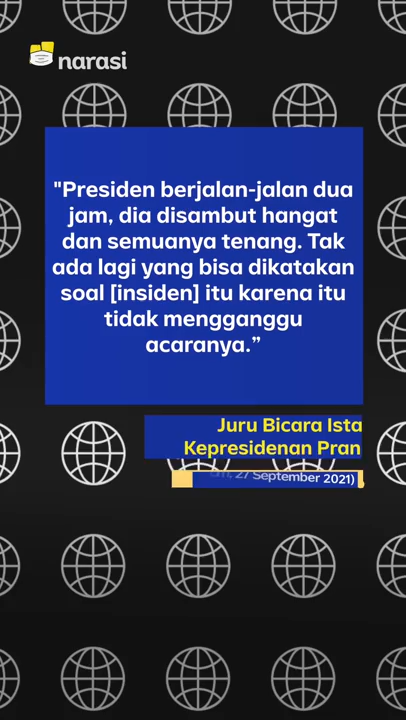 narasi
"Presiden berjalan-jalan dua
jam, dia disambut hangat
dan semuanya tenang. Tak
ada lagi yang bisa dikatakan
soal [insiden] itu karena itu
tidak mengganggu
acaranya.”
Juru Bicara Ista
Kepresidenan Pran
27 September 2021)